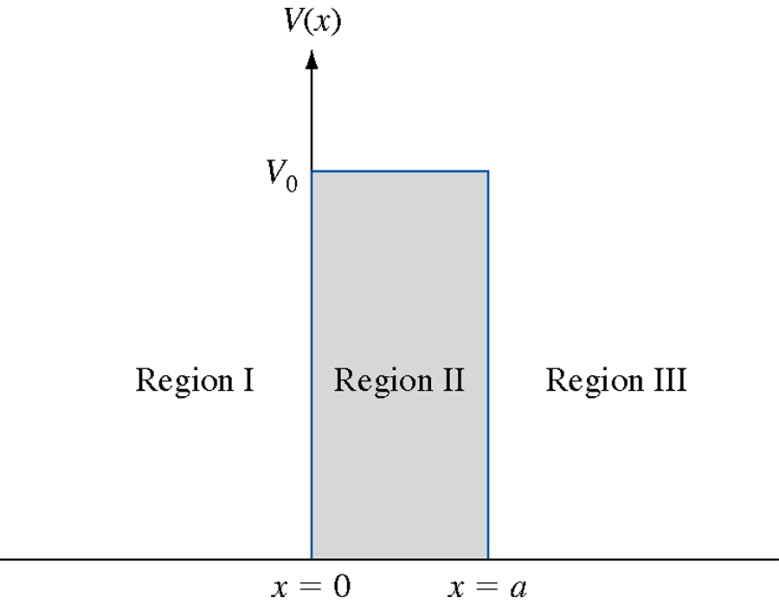 V(x)
V₀
Region I Region II Region III
x = 0 x = a